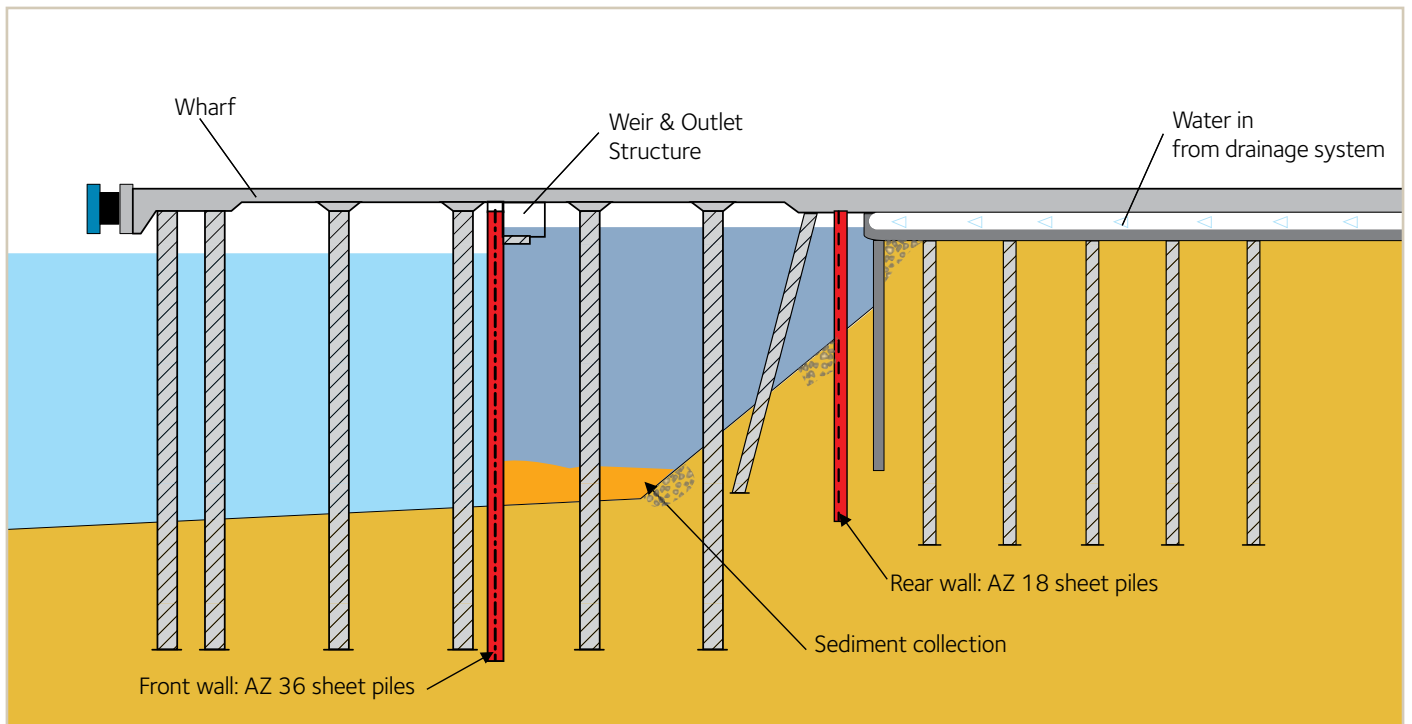 Wharf
Weir & Outlet
Structure
Water in
from drainage system
Rear wall: AZ 18 sheet piles
Sediment collection
Front wall: AZ 36 sheet piles